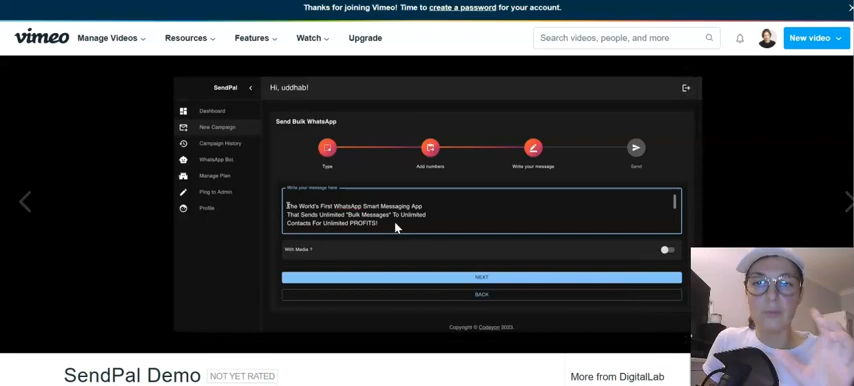 Thanks for joining Vimeo! Time to create a password for your account.
vimeo Manage Videos Resources Features Watch Upgrade Search videos, people, and more New video
SendPal Hi, uddhab!
Dashboard
New Campaign
Campaign History
WhatsApp Bot
Manage Plan
Ping to Admin
Profile
Send Bulk WhatsApp
Type Add numbers Write your message Send
Write your message here
The World's First WhatsApp Smart Messaging App
That Sends Unlimited "Bulk Messages" To Unlimited
Contacts For Unlimited PROFITS!
With Media ?
NEXT
BACK
Copyright © Codeyon 2023.
SendPal Demo NOT YET RATED
More from DigitalLab